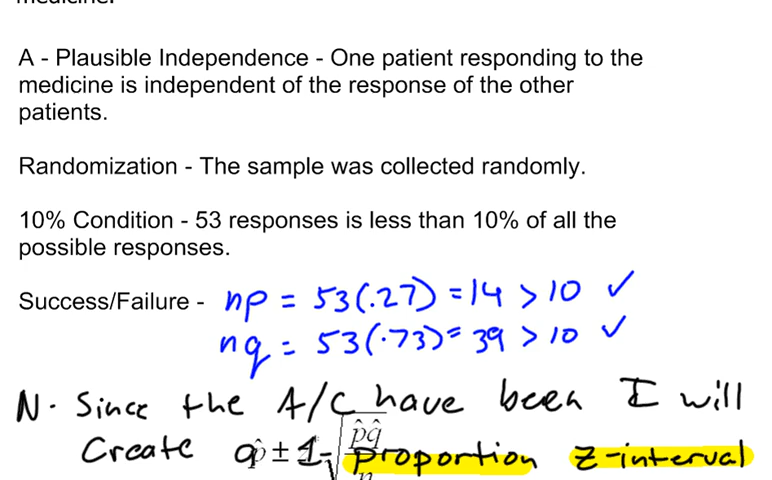 medicine.
A - Plausible Independence - One patient responding to the
medicine is independent of the response of the other
patients.
Randomization - The sample was collected randomly.
10% Condition - 53 responses is less than 10% of all the
possible responses.
Success/Failure - np = 53(.27) = 14 > 10 ✓
nq = 53(.73) = 39 > 10 ✓
N - Since the A/C have been I will
Create a 1- proportion z-interval
p̂ ± √p̂q̂/n